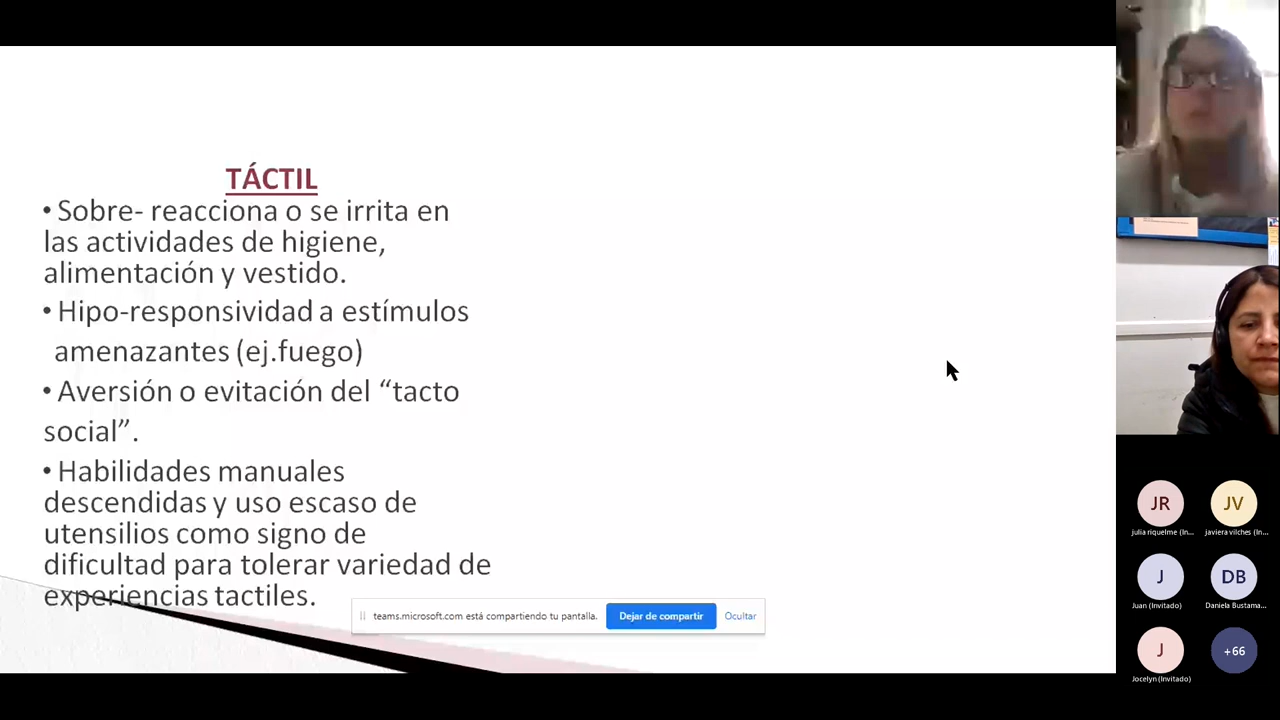 TÁCTIL
• Sobre- reacciona o se irrita en
las actividades de higiene,
alimentación y vestido.
• Hipo-responsividad a estímulos
amenazantes (ej.fuego)
• Aversión o evitación del “tacto
social”.
• Habilidades manuales
descendidas y uso escaso de
utensilios como signo de
dificultad para tolerar variedad de
experiencias tactiles.
teams.microsoft.com está compartiendo tu pantalla.
Dejar de compartir
Ocultar
JR
JV
julia riquelme (In...
javiera vilches (In...
J
DB
Juan (Invitado)
Daniela Bustama...
J
+66
Jocelyn (Invitado)